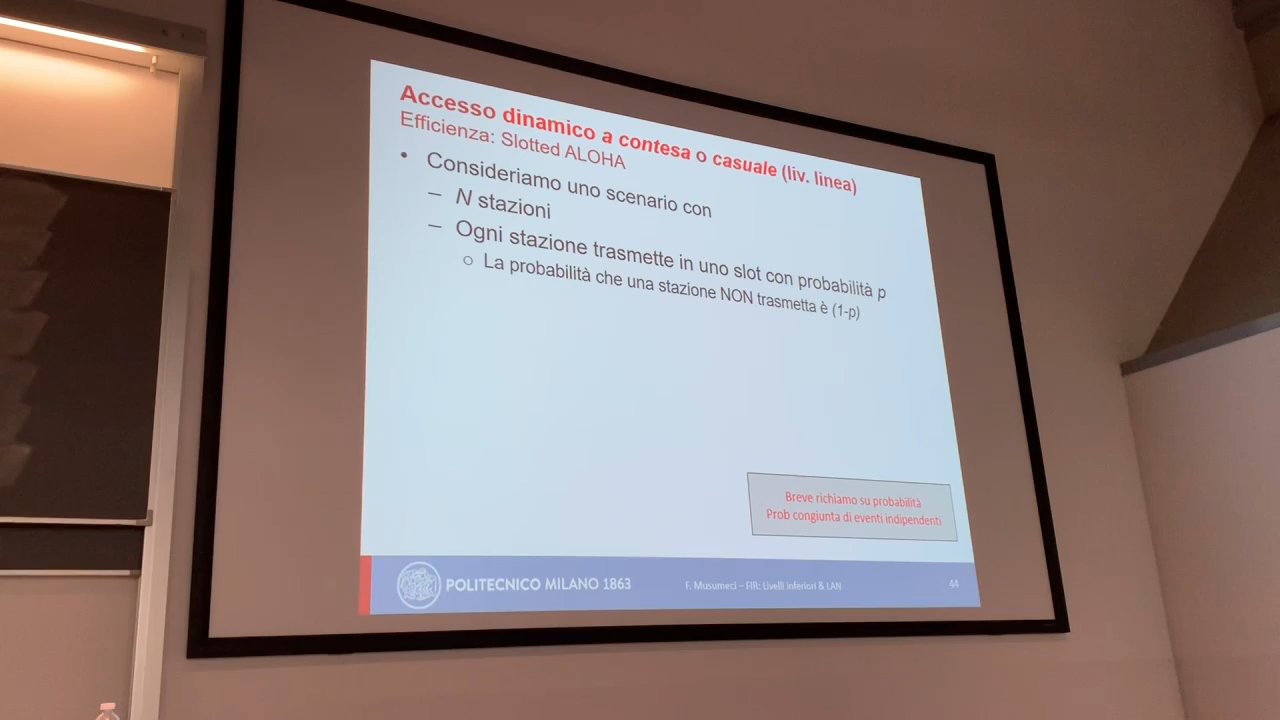 Accesso dinamico a contesa o casuale (liv. linea)
Efficienza: Slotted ALOHA
• Consideriamo uno scenario con
– N stazioni
– Ogni stazione trasmette in uno slot con probabilità p
○ La probabilità che una stazione NON trasmetta è (1-p)
Breve richiamo su probabilità
Prob congiunta di eventi indipendenti
POLITECNICO MILANO 1863
F. Musumeci – FIR: Livelli inferiori & LAN
44